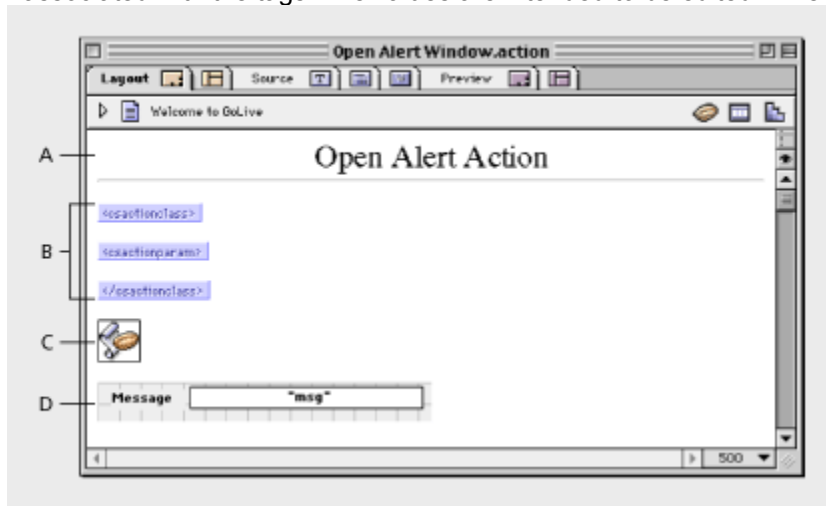 Open Alert Window.action
Layout Source Preview
Welcome to GoLive
A Open Alert Action
<csactionclass>
B <csactionparam>
</csactionclass>
C
D Message "msg"
500